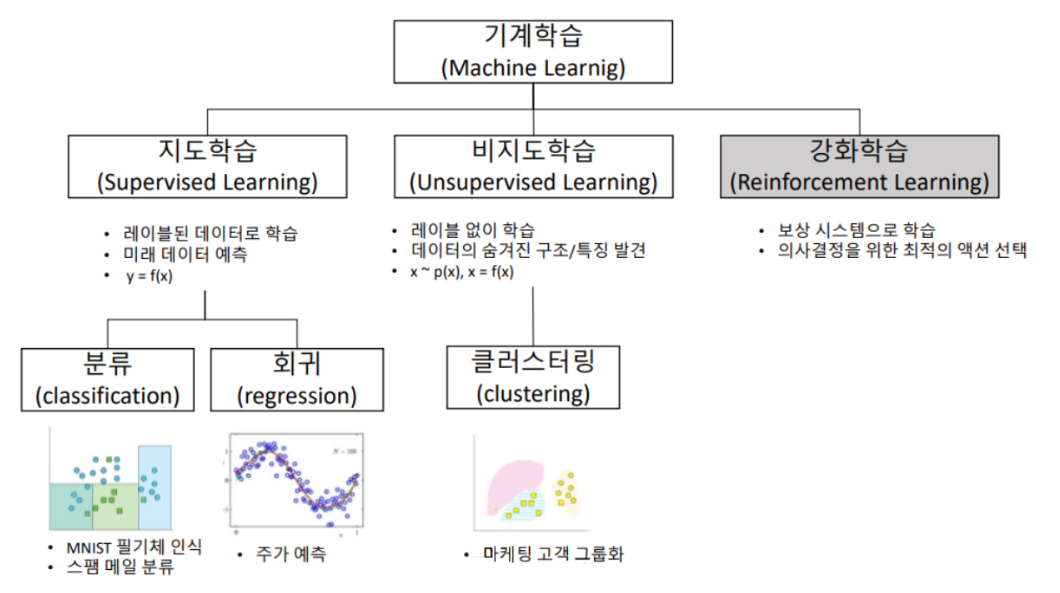 기계학습
(Machine Learnig)
지도학습
(Supervised Learning)
비지도학습
(Unsupervised Learning)
강화학습
(Reinforcement Learning)
• 레이블된 데이터로 학습
• 미래 데이터 예측
• y = f(x)
• 레이블 없이 학습
• 데이터의 숨겨진 구조/특징 발견
• x ~ p(x), x = f(x)
• 보상 시스템으로 학습
• 의사결정을 위한 최적의 액션 선택
분류
(classification)
회귀
(regression)
클러스터링
(clustering)
N = 100
1
0
-1
0
1
• MNIST 필기체 인식
• 스팸 메일 분류
• 주가 예측
• 마케팅 고객 그룹화